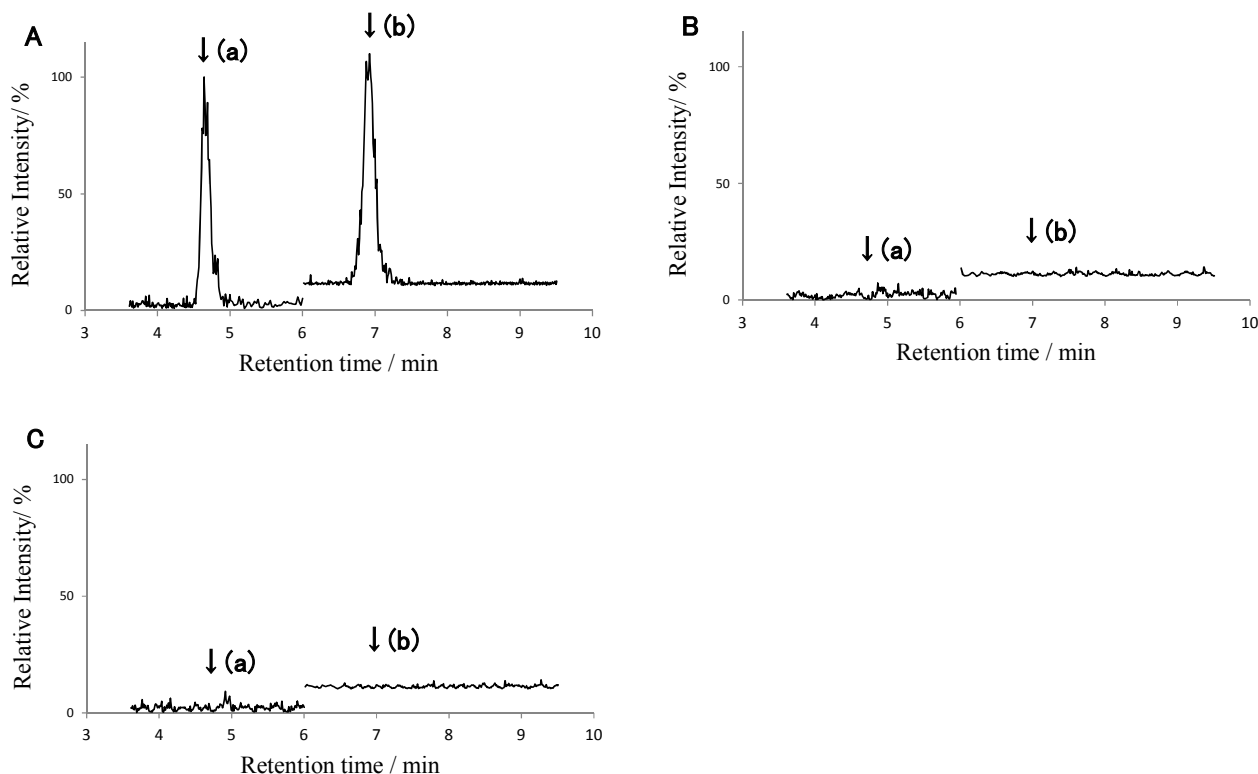 A
↓ (a)
↓ (b)
Relative Intensity/ %
100
50
0
3 4 5 6 7 8 9 10
Retention time / min
B
↓ (a)
↓ (b)
Relative Intensity/ %
100
50
0
3 4 5 6 7 8 9 10
Retention time / min
C
↓ (a)
↓ (b)
Relative Intensity/ %
100
50
0
3 4 5 6 7 8 9 10
Retention time / min